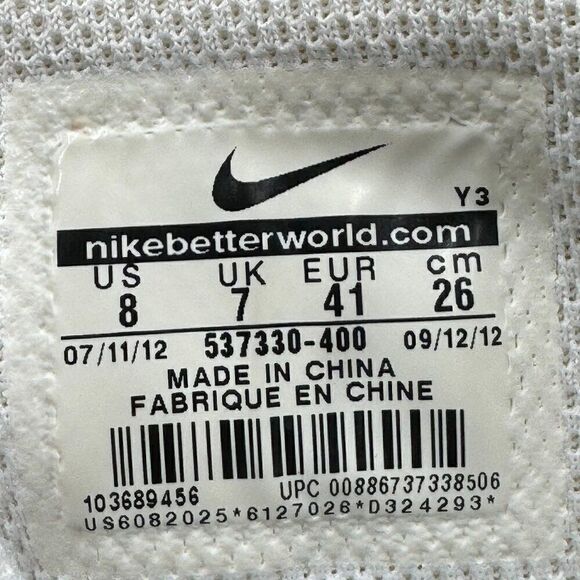 Y3
nikebetterworld.com
US UK EUR cm
8 7 41 26
07/11/12 537330-400 09/12/12
MADE IN CHINA
FABRIQUE EN CHINE
103689456 UPC 00886737338506
US6082025*6127026*D324293*